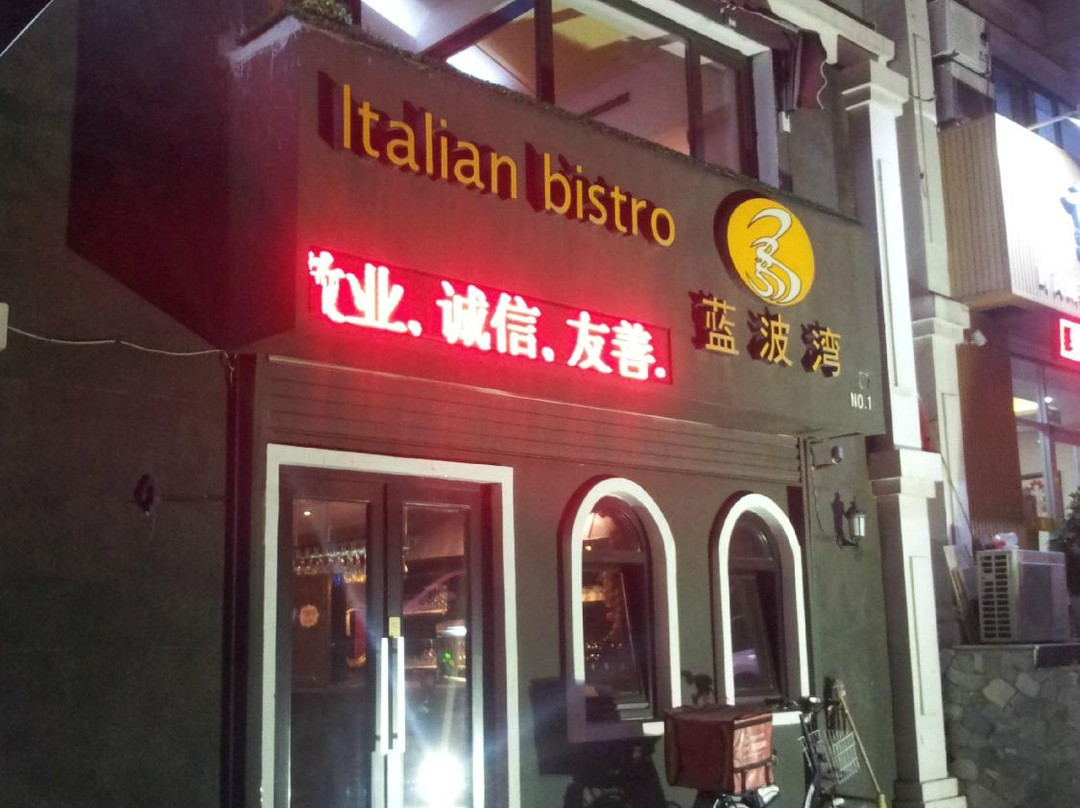 Italian bistro
业、诚信、友善.
蓝波湾
NO.1